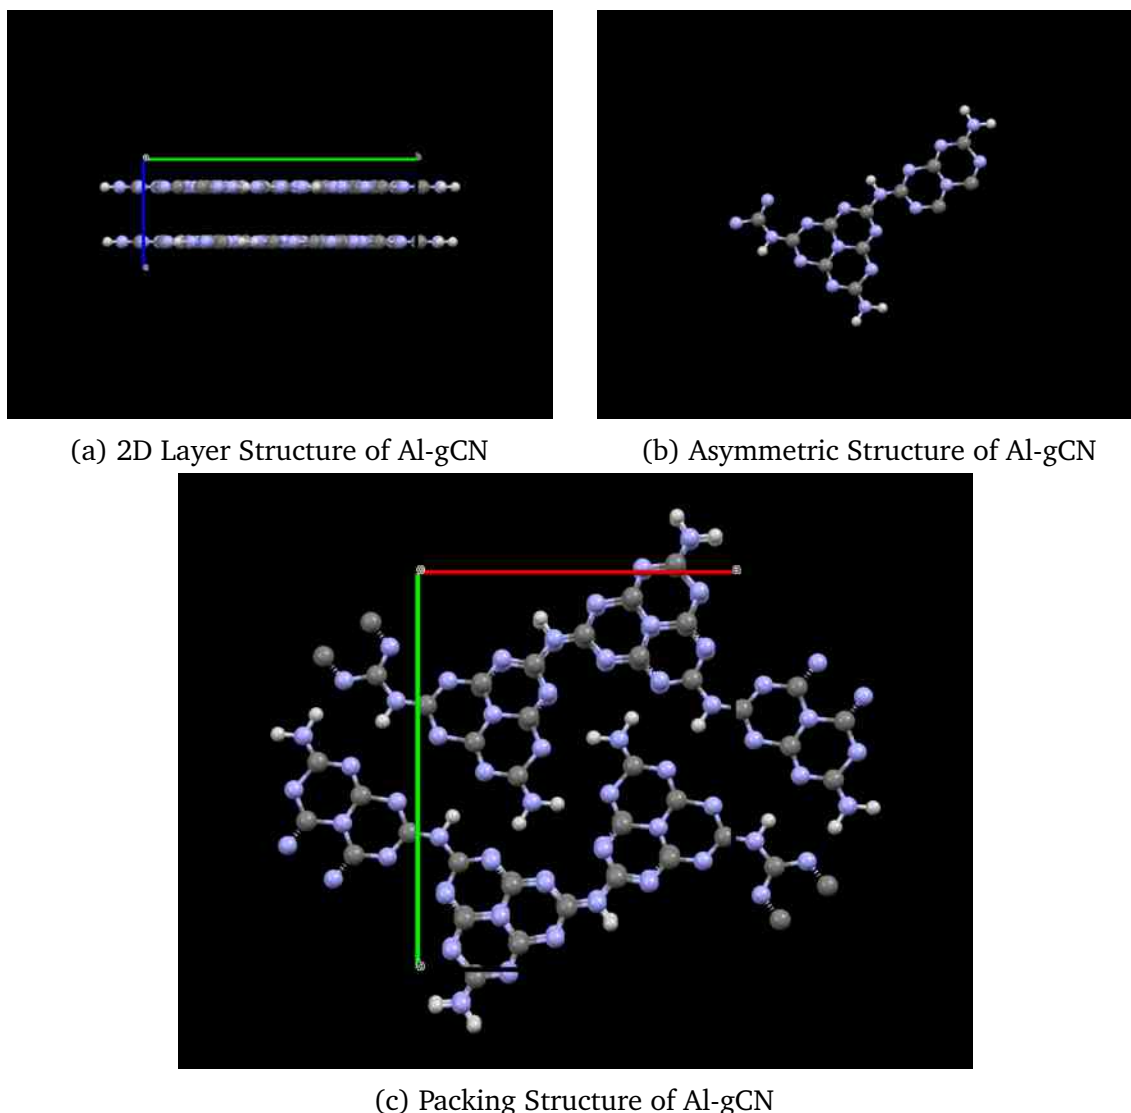 (a) 2D Layer Structure of Al-gCN
(b) Asymmetric Structure of Al-gCN
(c) Packing Structure of Al-gCN